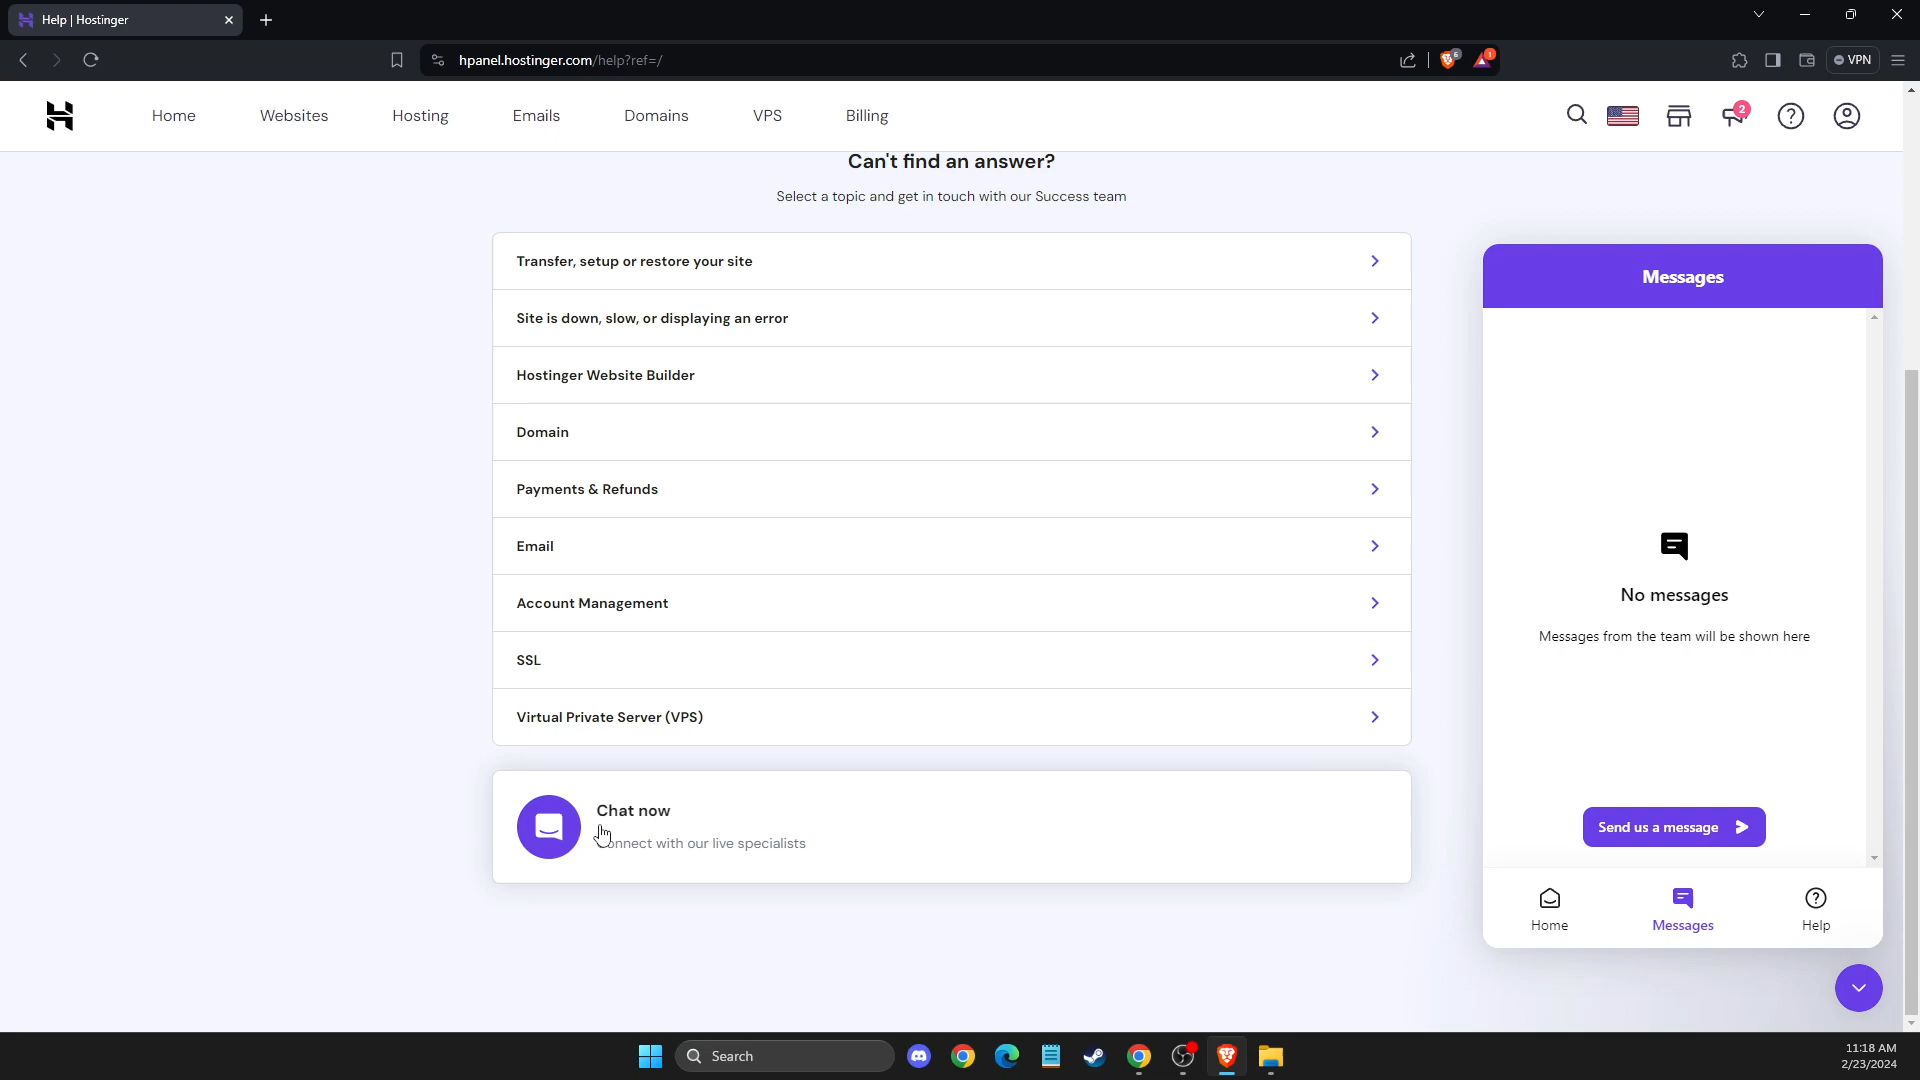 Help | Hostinger
hpanel.hostinger.com/help?ref=/
6
1
VPN
Home
Websites
Hosting
Emails
Domains
VPS
Billing
2
Can't find an answer?
Select a topic and get in touch with our Success team
Transfer, setup or restore your site
Site is down, slow, or displaying an error
Hostinger Website Builder
Domain
Payments & Refunds
Email
Account Management
SSL
Virtual Private Server (VPS)
Chat now
onnect with our live specialists
Messages
No messages
Messages from the team will be shown here
Send us a message
Home
Messages
Help
Search
11:18 AM
2/23/2024